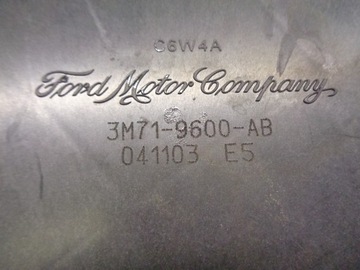 C6W4A
Ford Motor Company
3M71-9600-AB
041103 E5